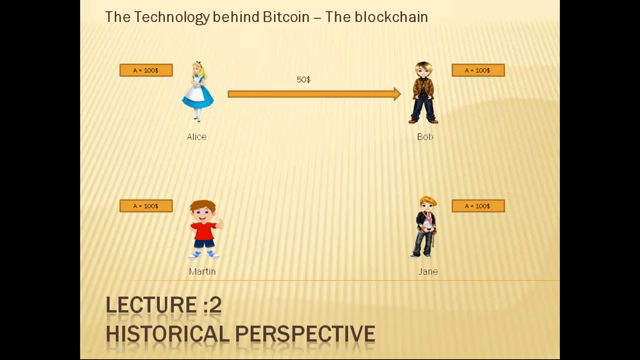 The Technology behind Bitcoin – The blockchain
A = 100$
50$
A = 100$
Alice
Bob
A = 100$
A = 100$
Martin
Jane
LECTURE :2
HISTORICAL PERSPECTIVE